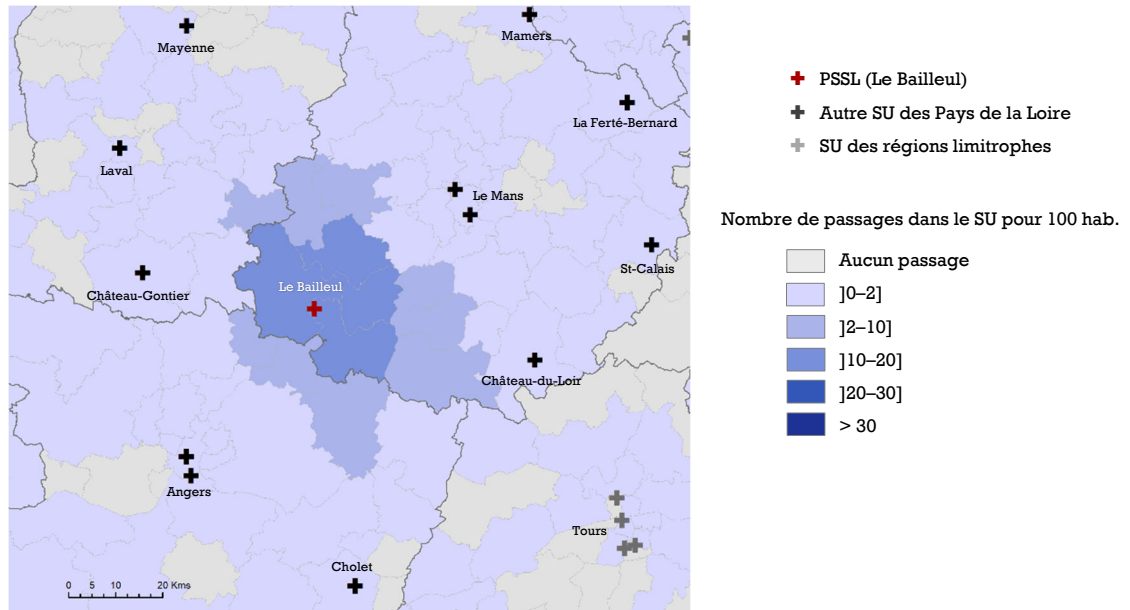 Mamers
Mayenne
La Ferté-Bernard
Laval
Le Mans
St-Calais
Château-Gontier
Le Bailleul
Château-du-Loir
Angers
Tours
Cholet
0 5 10 20 Kms
PSSL (Le Bailleul)
Autre SU des Pays de la Loire
SU des régions limitrophes
Nombre de passages dans le SU pour 100 hab.
Aucun passage
]0–2]
]2–10]
]10–20]
]20–30]
> 30